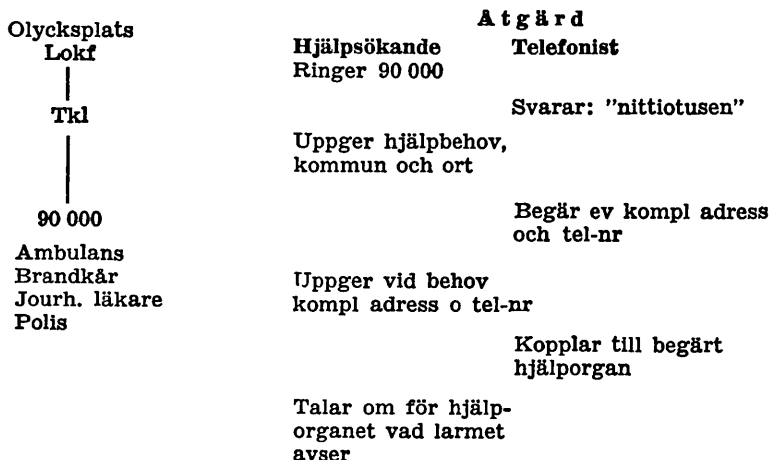 Olycksplats
Lokf
Tkl
90 000
Ambulans
Brandkår
Jourh. läkare
Polis
Åtgärd
Hjälpsökande Telefonist
Ringer 90 000
Svarar: "nittiotusen"
Uppger hjälpbehov,
kommun och ort
Begär ev kompl adress
och tel-nr
Uppger vid behov
kompl adress o tel-nr
Kopplar till begärt
hjälporgan
Talar om för hjälp-
organet vad larmet
avser